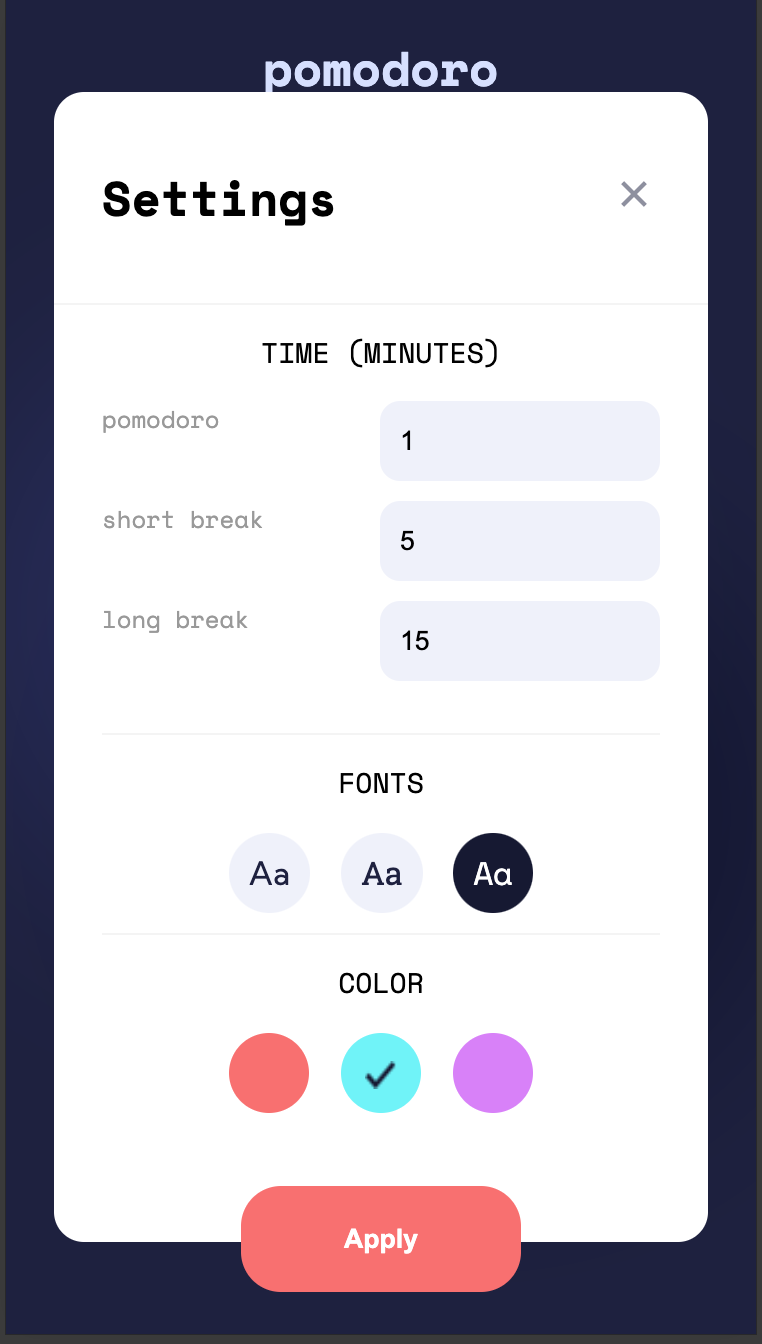 pomodoro
Settings
TIME (MINUTES)
pomodoro
1
short break
5
long break
15
FONTS
Aa Aa Aa
COLOR
Apply